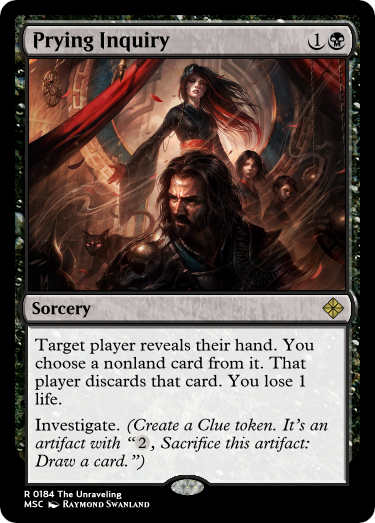 Prying Inquiry 1
Sorcery
Target player reveals their hand. You
choose a nonland card from it. That
player discards that card. You lose 1
life.
Investigate. (Create a Clue token. It's an
artifact with “2, Sacrifice this artifact:
Draw a card.”)
R 0184 The Unraveling
MSC Raymond Swanland